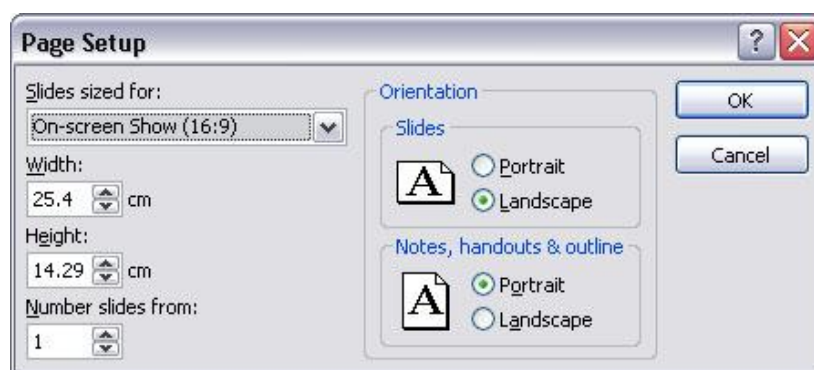 Page Setup
Slides sized for:
On-screen Show (16:9)
Width:
25.4 cm
Height:
14.29 cm
Number slides from:
1
Orientation
Slides
A
Portrait
Landscape
Notes, handouts & outline
A
Portrait
Landscape
OK
Cancel